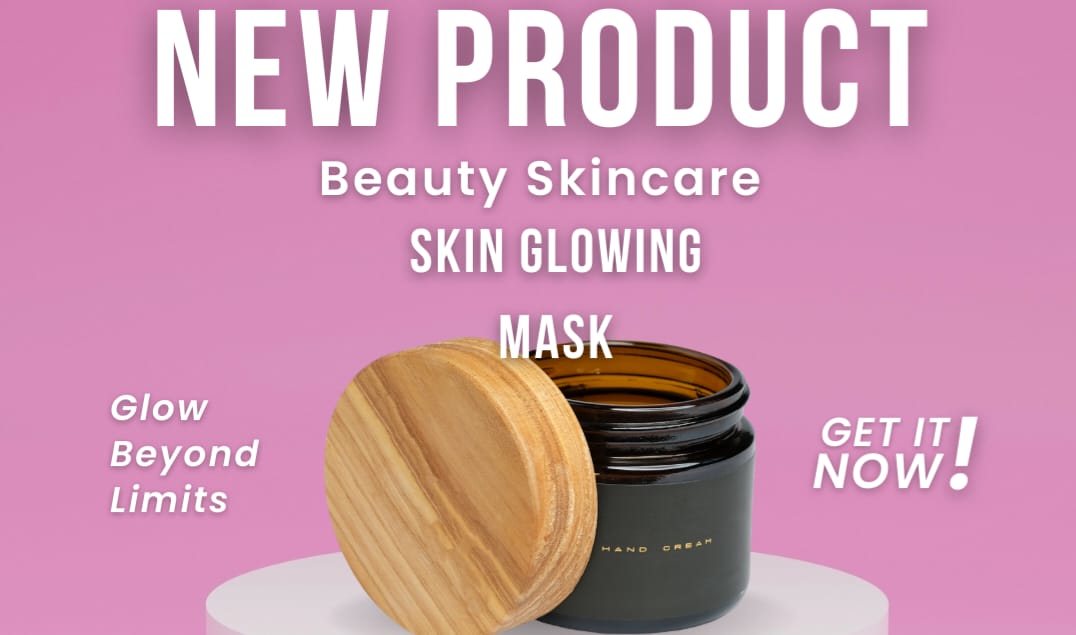 NEW PRODUCT
Beauty Skincare
SKIN GLOWING
MASK
Glow
Beyond
Limits
GET IT
NOW!
HAND CREAM